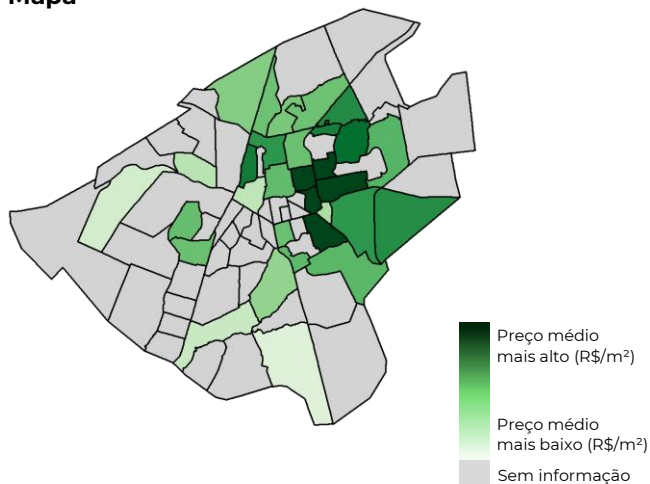 Mapa
Preço médio
mais alto (R$/m²)
Preço médio
mais baixo (R$/m²)
Sem informação